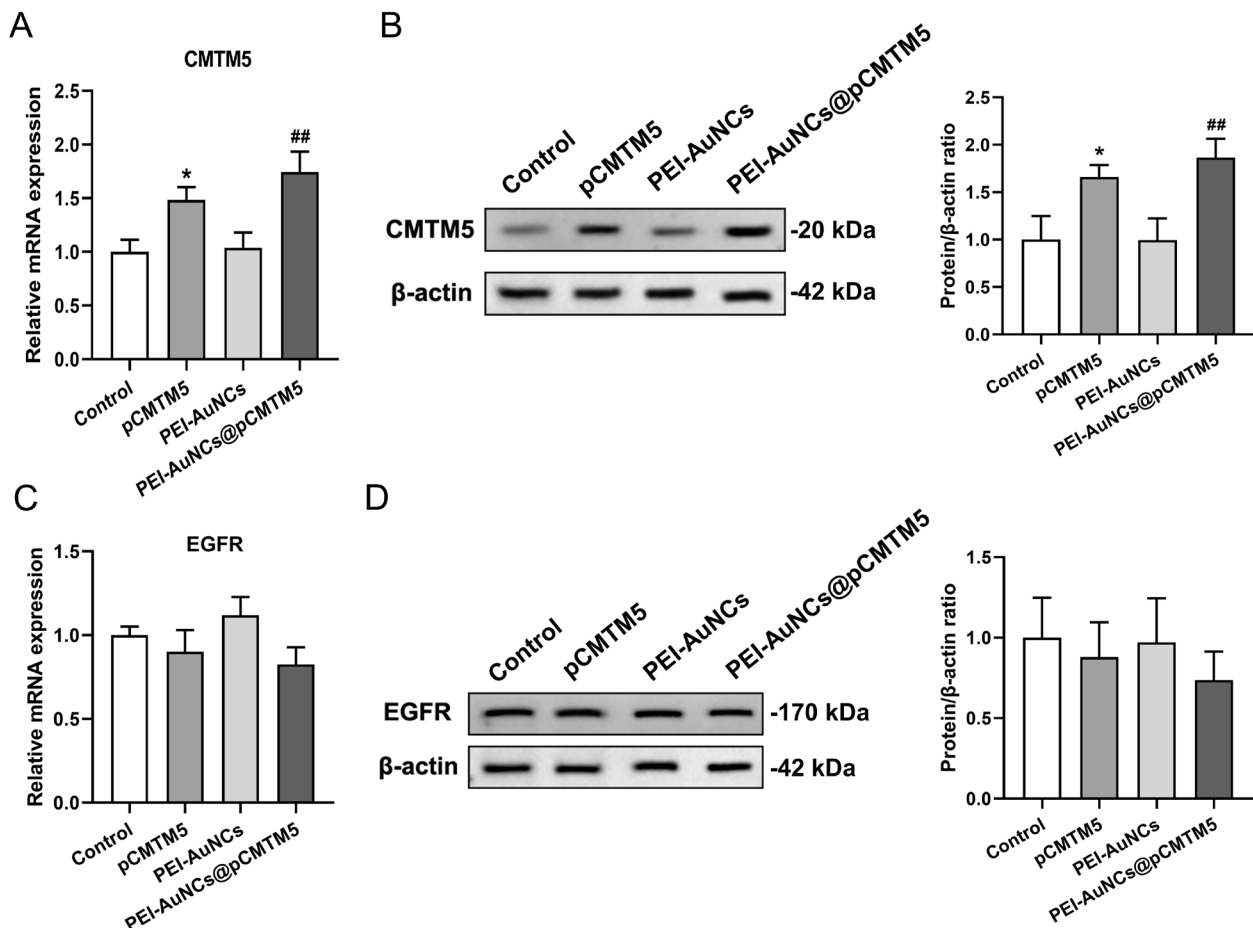 A
CMTM5
Relative mRNA expression
2.5
2.0
1.5
1.0
0.5
0.0
*
##
Control
pCMTM5
PEI-AuNCs
PEI-AuNCs@pCMTM5
B
Control
pCMTM5
PEI-AuNCs
PEI-AuNCs@pCMTM5
CMTM5
-20 kDa
β-actin
-42 kDa
Protein/β-actin ratio
2.5
2.0
1.5
1.0
0.5
0.0
*
##
Control
pCMTM5
PEI-AuNCs
PEI-AuNCs@pCMTM5
C
EGFR
Relative mRNA expression
1.5
1.0
0.5
0.0
Control
pCMTM5
PEI-AuNCs
PEI-AuNCs@pCMTM5
D
Control
pCMTM5
PEI-AuNCs
PEI-AuNCs@pCMTM5
EGFR
-170 kDa
β-actin
-42 kDa
Protein/β-actin ratio
1.5
1.0
0.5
0.0
Control
pCMTM5
PEI-AuNCs
PEI-AuNCs@pCMTM5